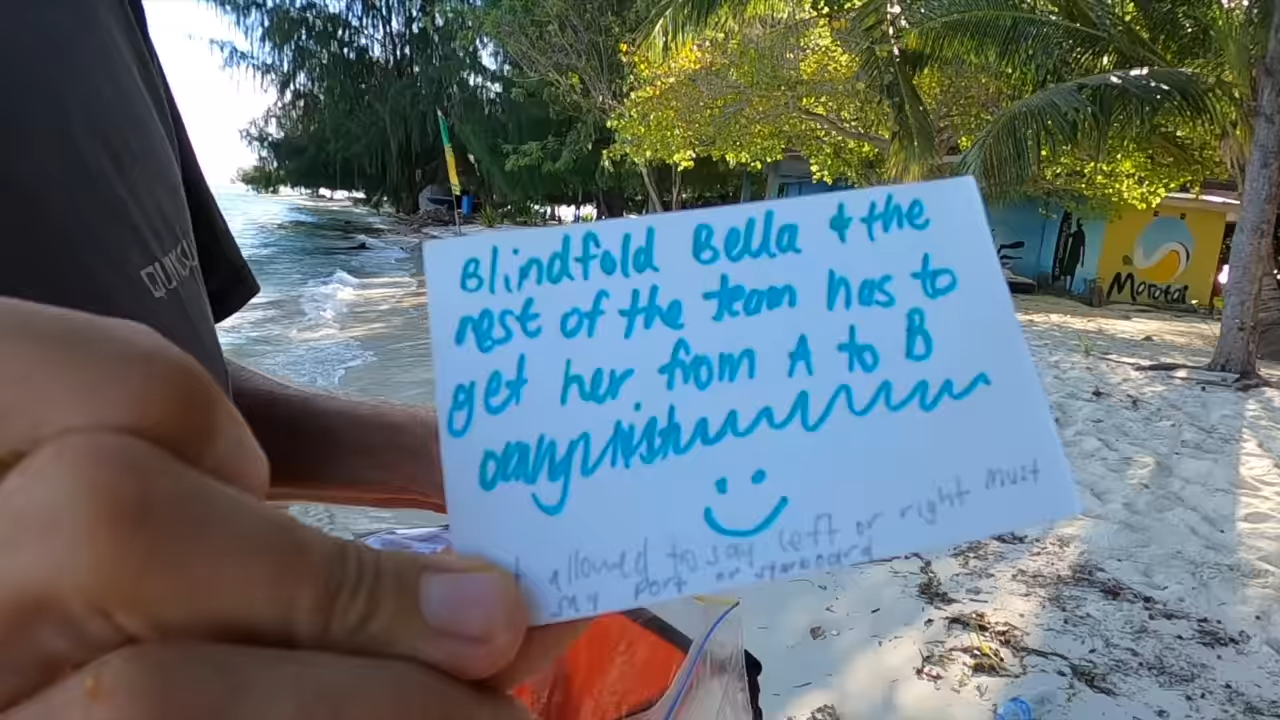 Blindfold Bella & the
rest of the team has to
get her from A to B
allowed to say left or right must
say port or starboard
Morotai